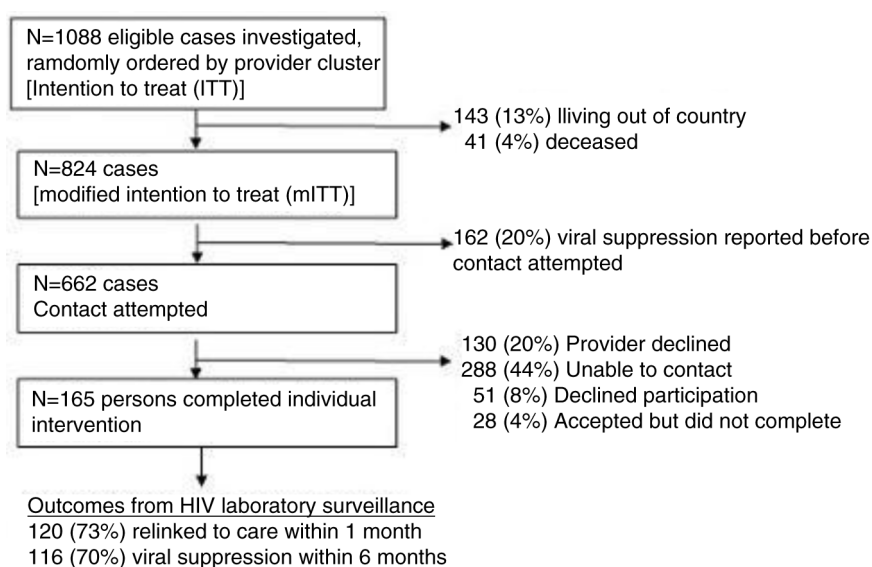 N=1088 eligible cases investigated,
ramdomly ordered by provider cluster
[Intention to treat (ITT)]
143 (13%) lliving out of country
41 (4%) deceased
N=824 cases
[modified intention to treat (mITT)]
162 (20%) viral suppression reported before
contact attempted
N=662 cases
Contact attempted
130 (20%) Provider declined
288 (44%) Unable to contact
51 (8%) Declined participation
28 (4%) Accepted but did not complete
N=165 persons completed individual
intervention
Outcomes from HIV laboratory surveillance
120 (73%) relinked to care within 1 month
116 (70%) viral suppression within 6 months